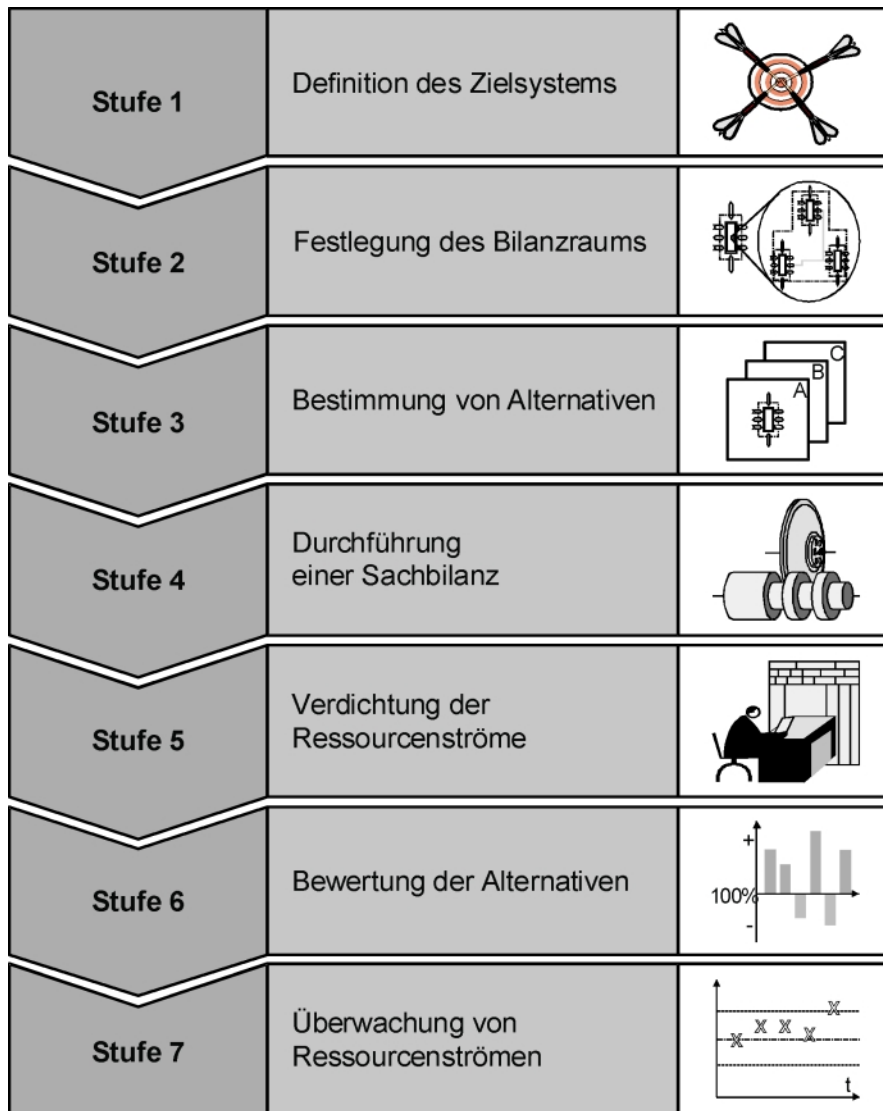 Stufe 1
Definition des Zielsystems
Stufe 2
Festlegung des Bilanzraums
Stufe 3
Bestimmung von Alternativen
A
B
C
Stufe 4
Durchführung
einer Sachbilanz
Stufe 5
Verdichtung der
Ressourcenströme
Stufe 6
Bewertung der Alternativen
+
100%
-
Stufe 7
Überwachung von
Ressourcenströmen
X X X X X
t